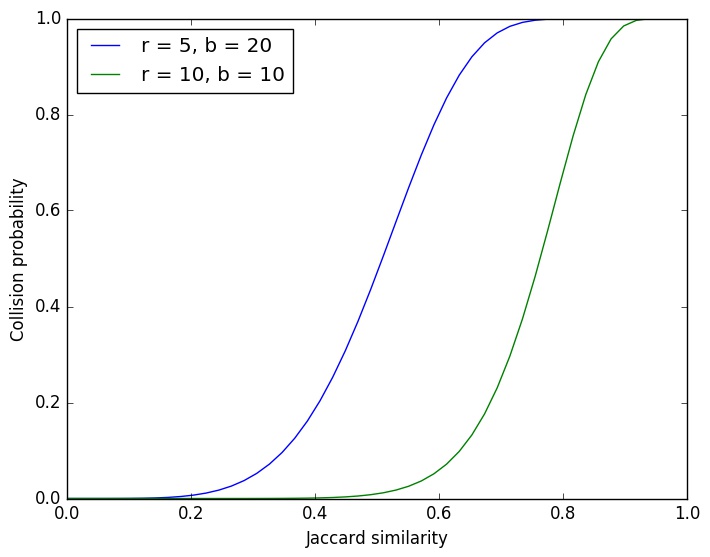 1.0
0.8
0.6
0.4
0.2
0.0
Collision probability
r = 5, b = 20
r = 10, b = 10
0.0 0.2 0.4 0.6 0.8 1.0
Jaccard similarity